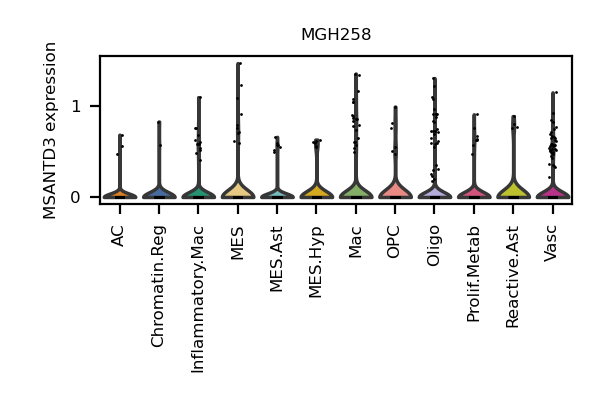 MGH258
MSANTD3 expression
1
0
AC
Chromatin.Reg
Inflammatory.Mac
MES
MES.Ast
MES.Hyp
Mac
OPC
Oligo
Prolif.Metab
Reactive.Ast
Vasc